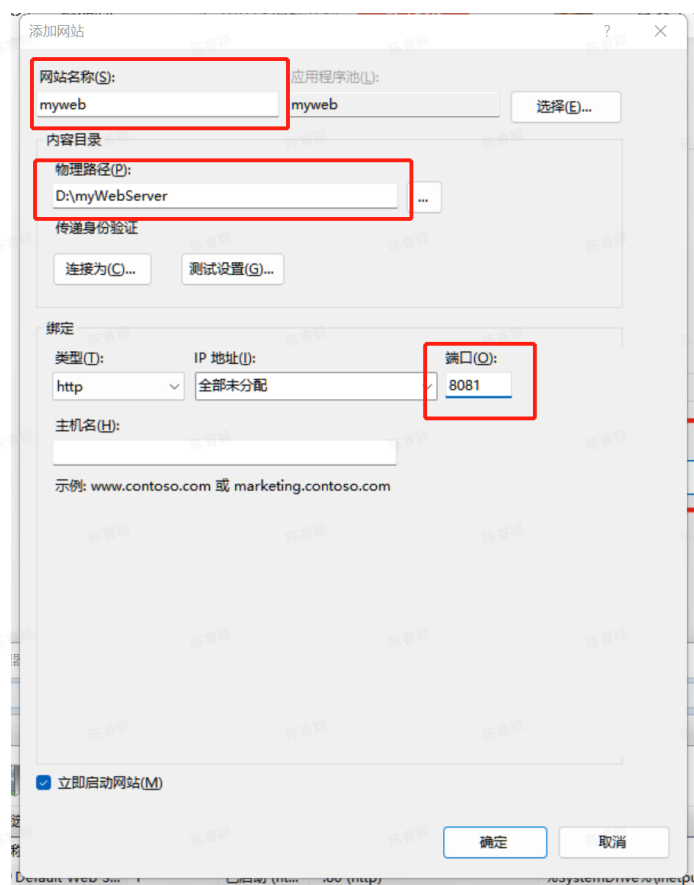 添加网站
? ×
网站名称(S):
应用程序池(L):
myweb
myweb
选择(E)...
内容目录
物理路径(P):
D:\myWebServer
...
传递身份验证
连接为(C)...
测试设置(G)...
绑定
类型(T):
IP 地址(I):
端口(O):
http
全部未分配
8081
主机名(H):
示例: www.contoso.com 或 marketing.contoso.com
立即启动网站(M)
确定
取消
陈睿颖